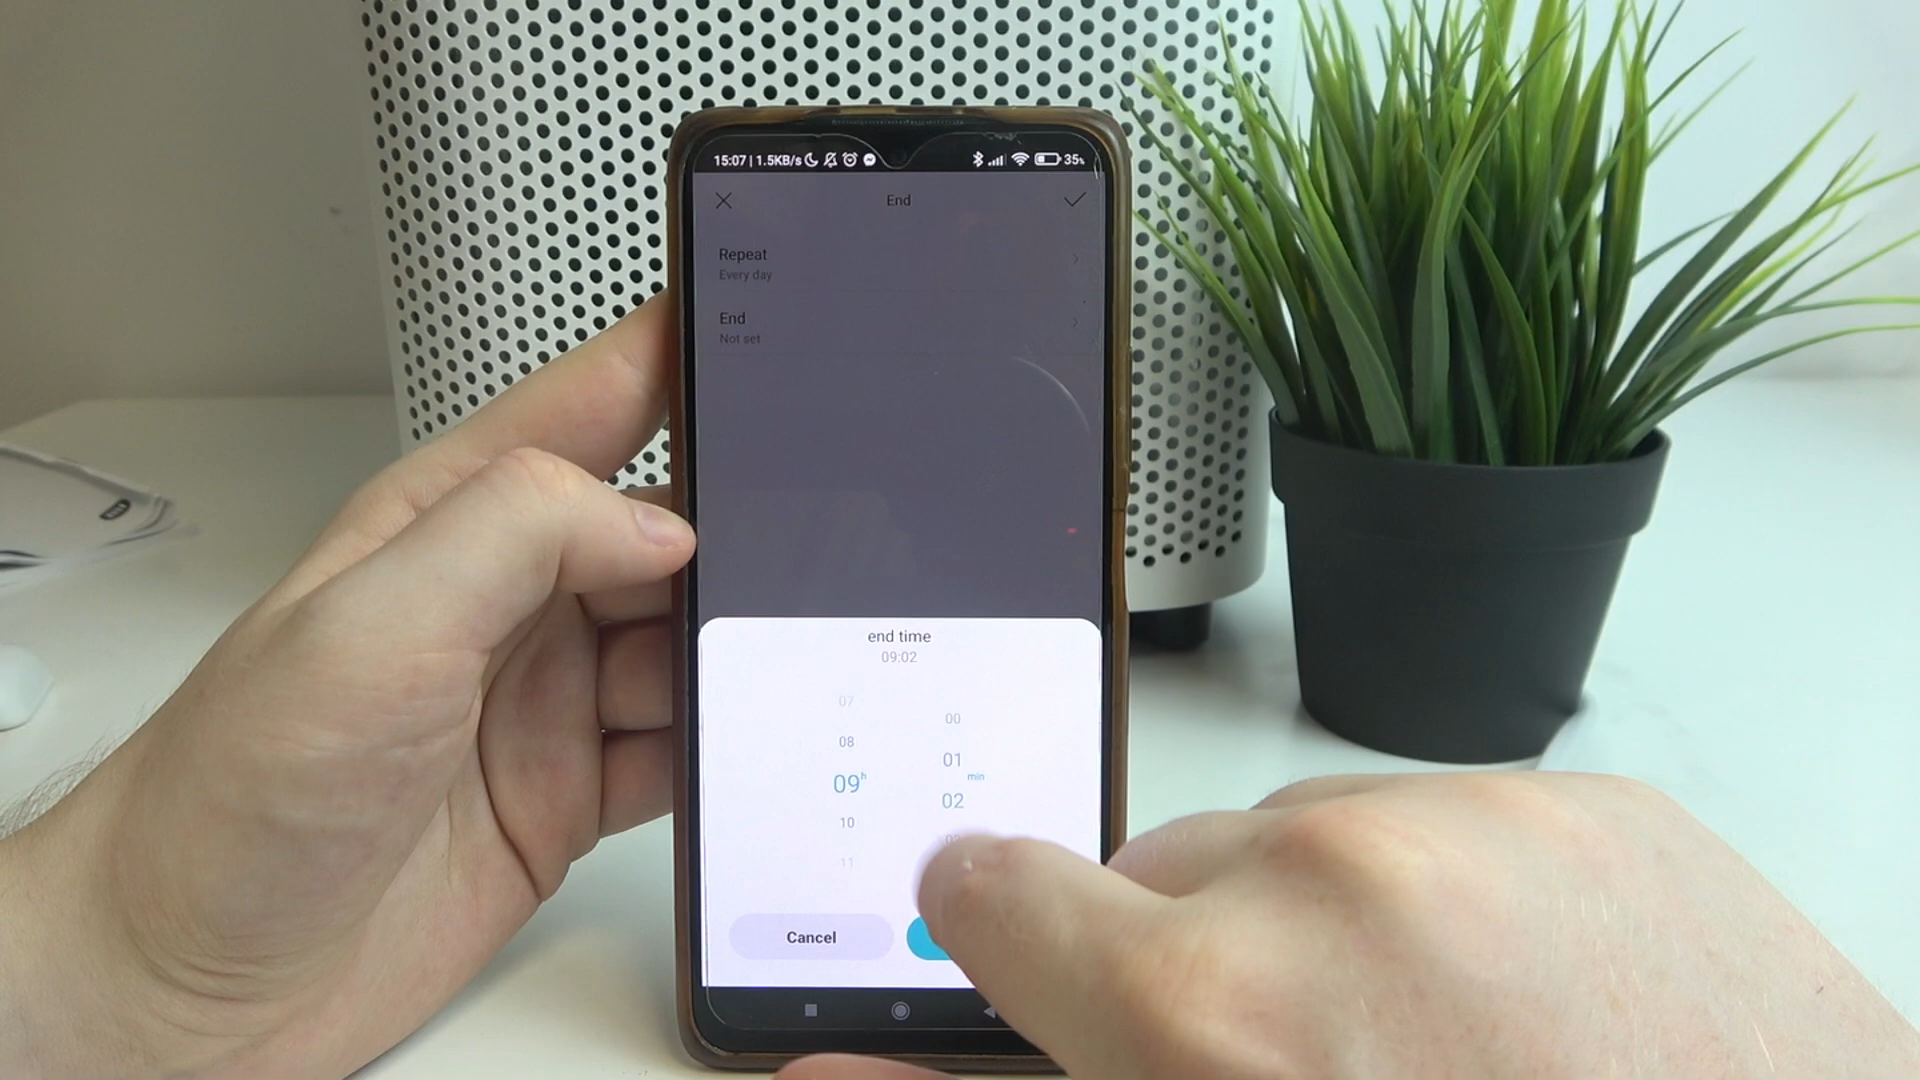 15:07 | 1.5KB/s 35%
End
Repeat
Every day
End
Not set
end time
09:02
07
00
08
01
09 h
min
02
10
11
Cancel